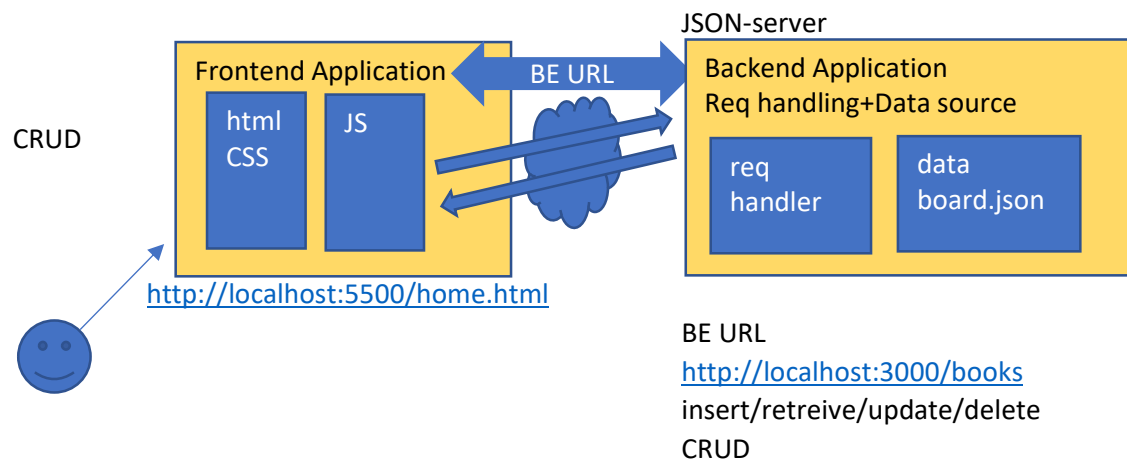 JSON-server
Frontend Application
BE URL
Backend Application
Req handling+Data source
CRUD
html
CSS
JS
req
handler
data
board.json
http://localhost:5500/home.html
BE URL
http://localhost:3000/books
insert/retreive/update/delete
CRUD